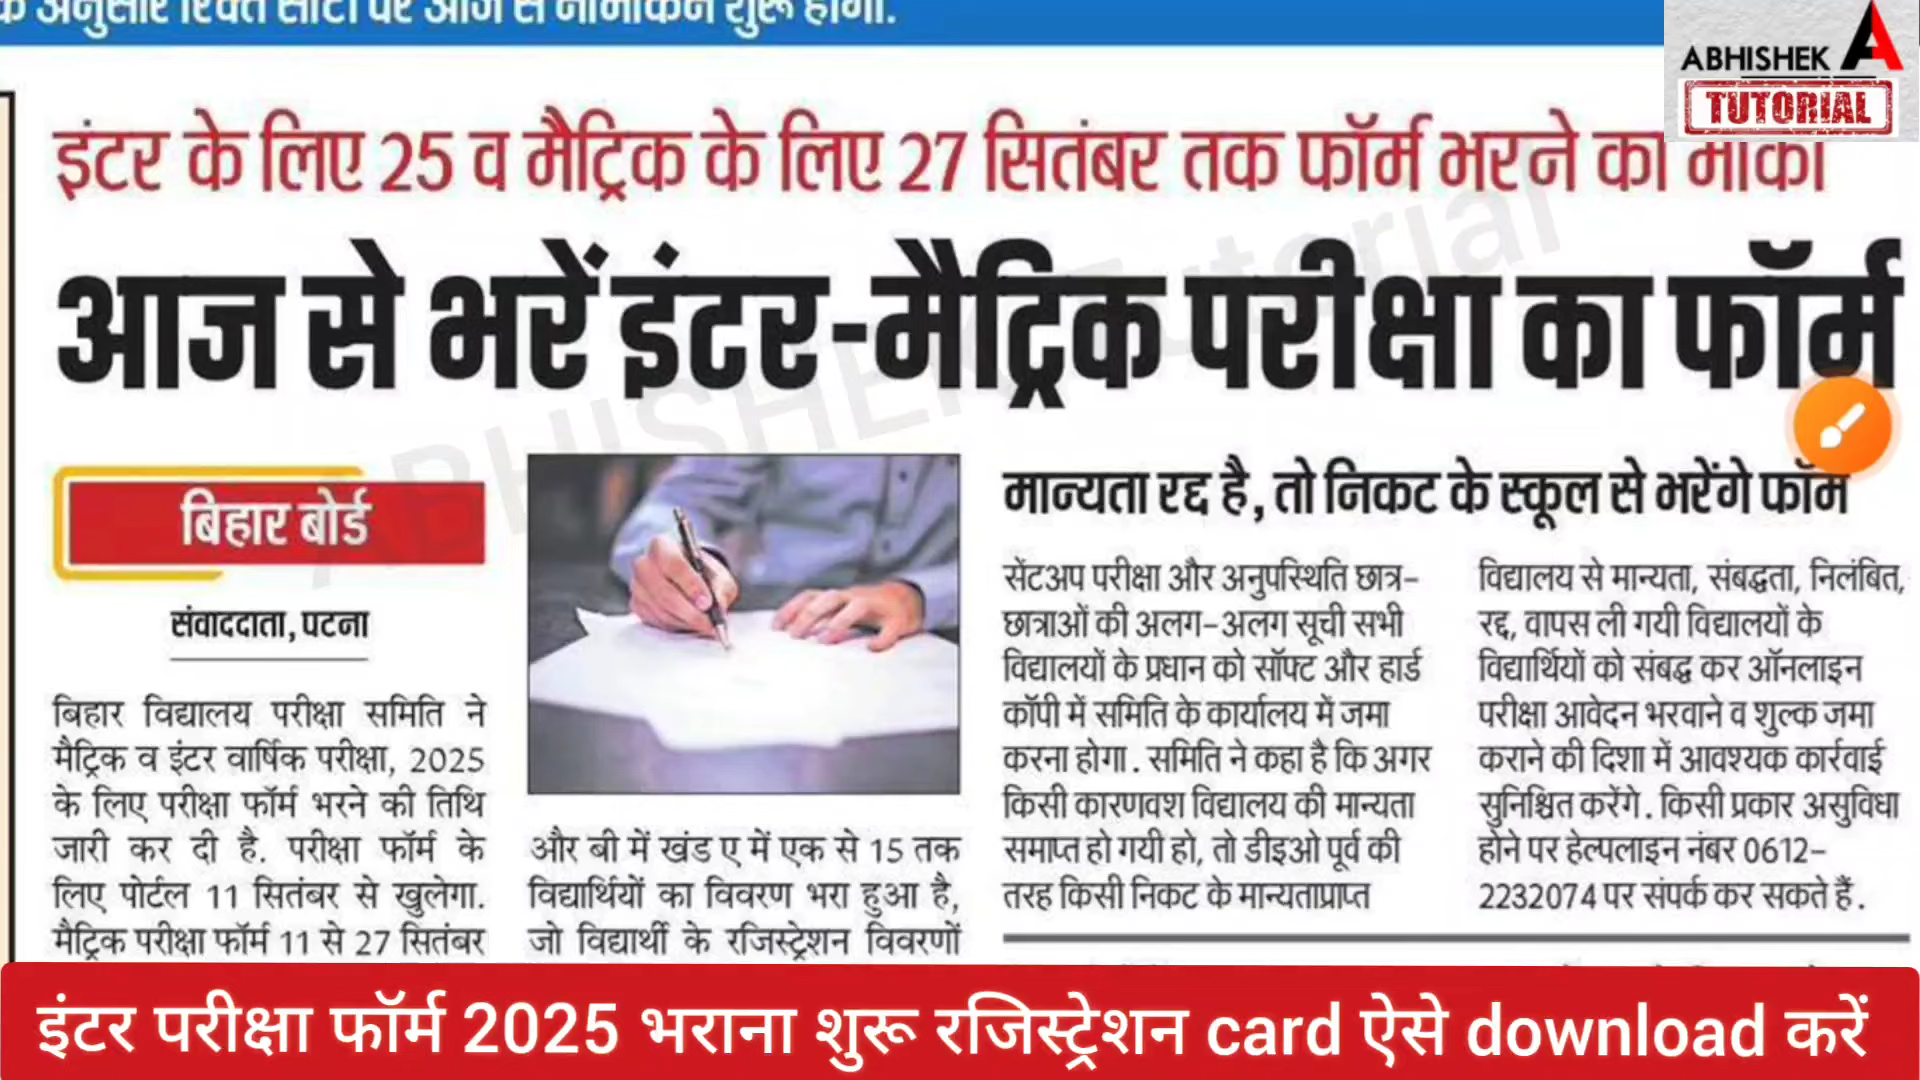 के अनुसार रिक्त सीटों पर आज से नामांकन शुरू होगा.
ABHISHEK A
TUTORIAL
इंटर के लिए 25 व मैट्रिक के लिए 27 सितंबर तक फॉर्म भरने का मौका
आज से भरें इंटर-मैट्रिक परीक्षा का फॉर्म
ABHISHEK Tutorial
बिहार बोर्ड
संवाददाता, पटना
बिहार विद्यालय परीक्षा समिति ने
मैट्रिक व इंटर वार्षिक परीक्षा, 2025
के लिए परीक्षा फॉर्म भरने की तिथि
जारी कर दी है. परीक्षा फॉर्म के
लिए पोर्टल 11 सितंबर से खुलेगा.
मैट्रिक परीक्षा फॉर्म 11 से 27 सितंबर
और बी में खंड ए में एक से 15 तक
विद्यार्थियों का विवरण भरा हुआ है,
जो विद्यार्थी के रजिस्ट्रेशन विवरणों
मान्यता रद्द है, तो निकट के स्कूल से भरेंगे फॉर्म
सेंटअप परीक्षा और अनुपस्थिति छात्र-
छात्राओं की अलग-अलग सूची सभी
विद्यालयों के प्रधान को सॉफ्ट और हार्ड
कॉपी में समिति के कार्यालय में जमा
करना होगा. समिति ने कहा है कि अगर
किसी कारणवश विद्यालय की मान्यता
समाप्त हो गयी हो, तो डीइओ पूर्व की
तरह किसी निकट के मान्यताप्राप्त
विद्यालय से मान्यता, संबद्धता, निलंबित,
रद्द, वापस ली गयी विद्यालयों के
विद्यार्थियों को संबद्ध कर ऑनलाइन
परीक्षा आवेदन भरवाने व शुल्क जमा
कराने की दिशा में आवश्यक कार्रवाई
सुनिश्चित करेंगे. किसी प्रकार असुविधा
होने पर हेल्पलाइन नंबर 0612-
2232074 पर संपर्क कर सकते हैं.
इंटर परीक्षा फॉर्म 2025 भराना शुरू रजिस्ट्रेशन card ऐसे download करें